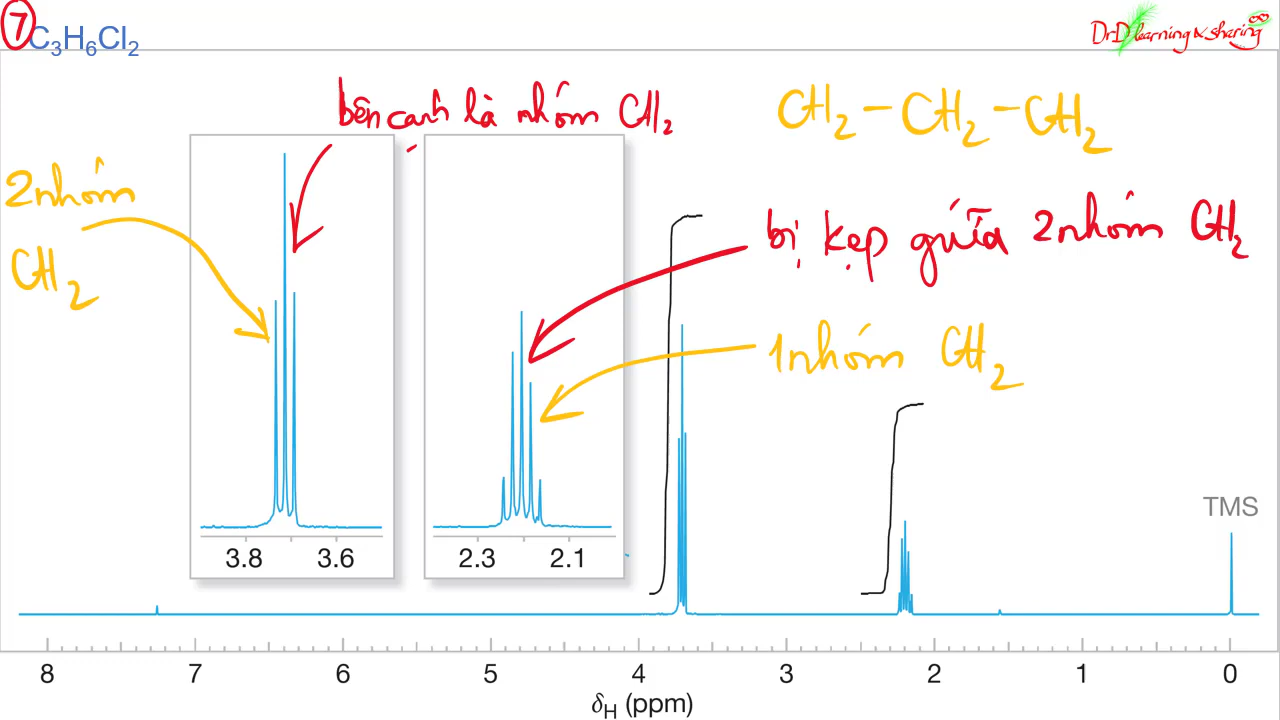 7
C₃H₆Cl₂
DrD learning & sharing
bên cạnh là nhóm CH₂
CH₂ – CH₂ – CH₂
2 nhóm
CH₂
bị kẹp giữa 2 nhóm CH₂
1 nhóm CH₂
TMS
3.8 3.6
2.3 2.1
8 7 6 5 4 3 2 1 0
δH (ppm)